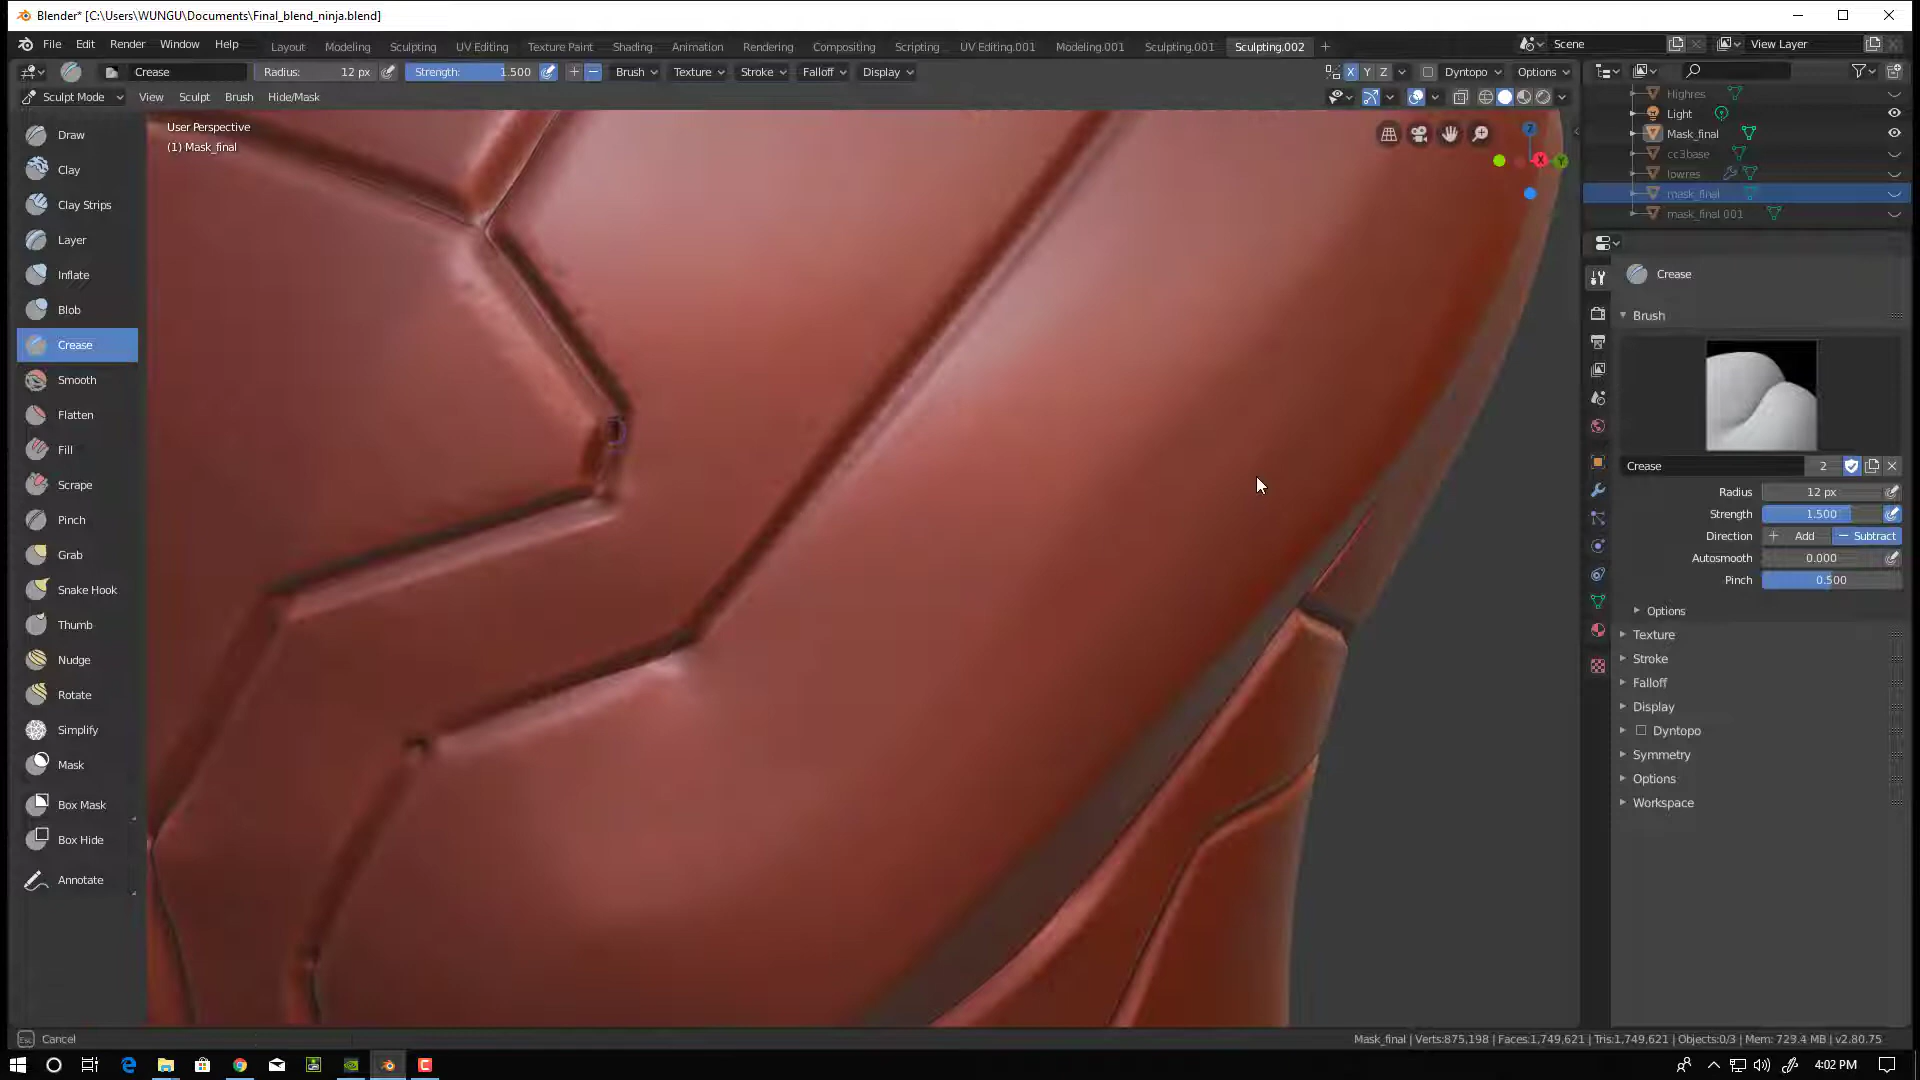 Blender* [C:\Users\WUNGU\Documents\Final_blend_ninja.blend]
File Edit Render Window Help Layout Modeling Sculpting UV Editing Texture Paint Shading Animation Rendering Compositing Scripting UV Editing.001 Modeling.001 Sculpting.001 Sculpting.002 + Scene View Layer
Crease Radius: 12 px Strength: 1.500 Brush Texture Stroke Falloff Display X Y Z Dyntopo Options
Sculpt Mode View Sculpt Brush Hide/Mask
User Perspective
(1) Mask_final
Z
X
Y
Draw
Clay
Clay Strips
Layer
Inflate
Blob
Crease
Smooth
Flatten
Fill
Scrape
Pinch
Grab
Snake Hook
Thumb
Nudge
Rotate
Simplify
Mask
Box Mask
Box Hide
Annotate
Highres
Light
Mask_final
cc3base
lowres
mask_final
mask_final 001
Crease
Brush
Crease 2
Radius 12 px
Strength 1.500
Direction + Add − Subtract
Autosmooth 0.000
Pinch 0.500
Options
Texture
Stroke
Falloff
Display
Dyntopo
Symmetry
Options
Workspace
Esc Cancel
Mask_final | Verts:875,198 | Faces:1,749,621 | Tris:1,749,621 | Objects:0/3 | Mem: 729.4 MB | v2.80.75
4:02 PM